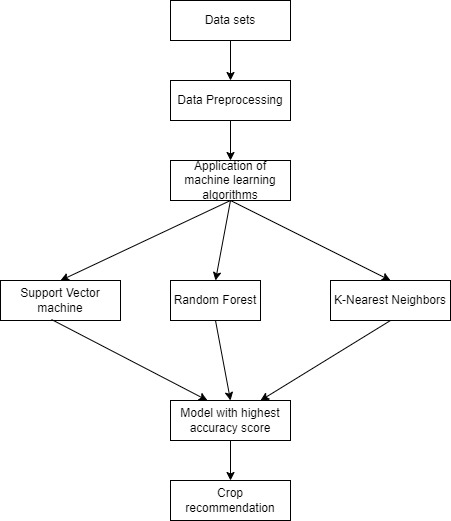 Data sets
Data Preprocessing
Application of
machine learning
algorithms
Support Vector
machine
Random Forest
K-Nearest Neighbors
Model with highest
accuracy score
Crop
recommendation